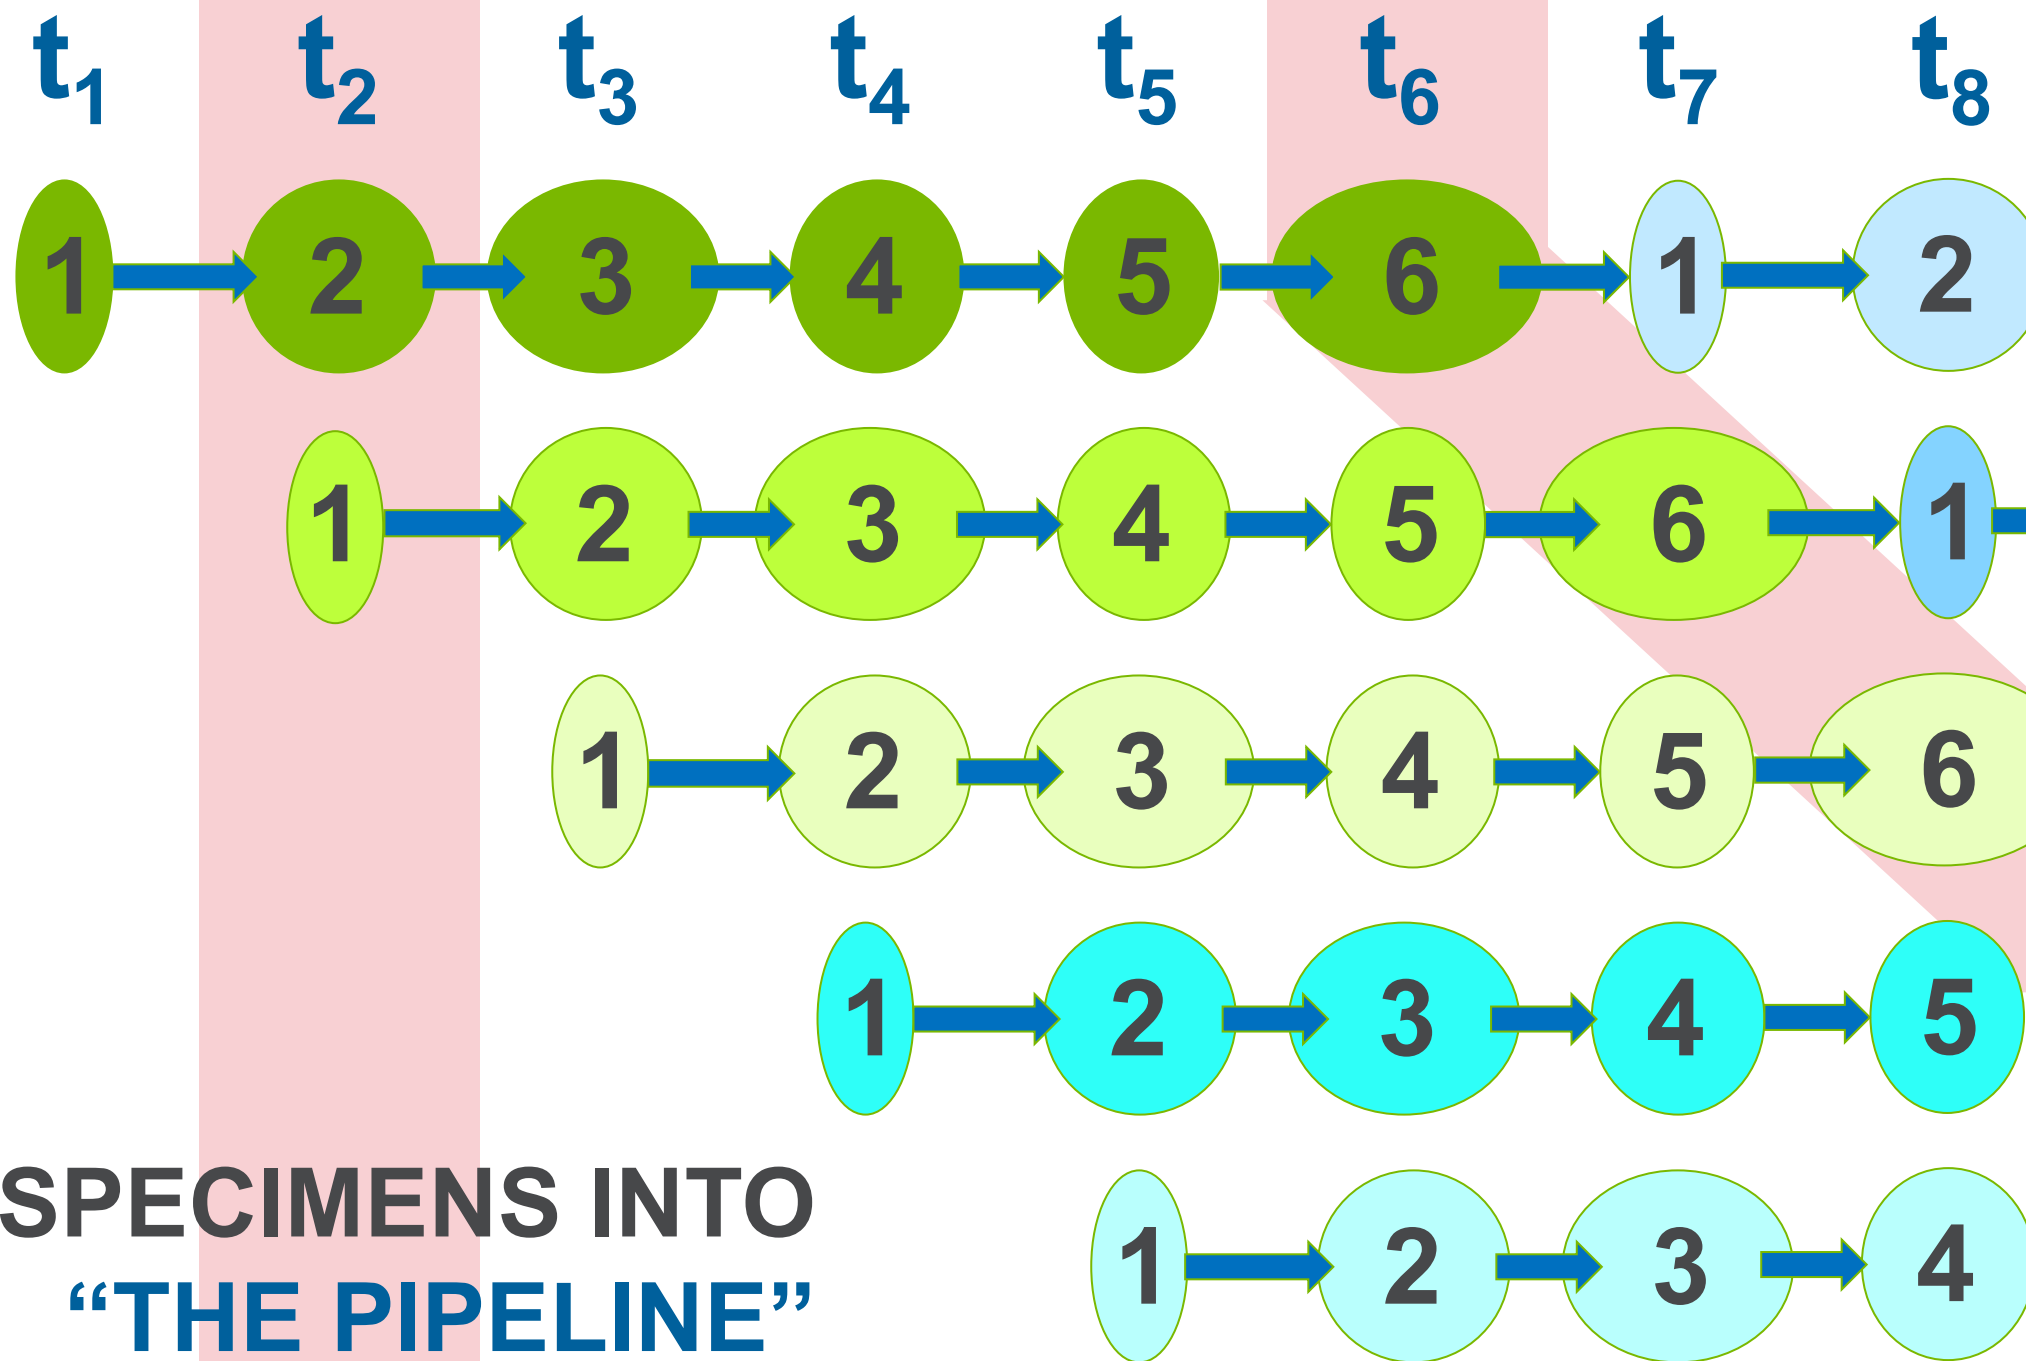 t1 t2 t3 t4 t5 t6 t7 t8
1 2 3 4 5 6 1 2
1 2 3 4 5 6 1
1 2 3 4 5 6
1 2 3 4 5
SPECIMENS INTO
1 2 3 4
“THE PIPELINE”